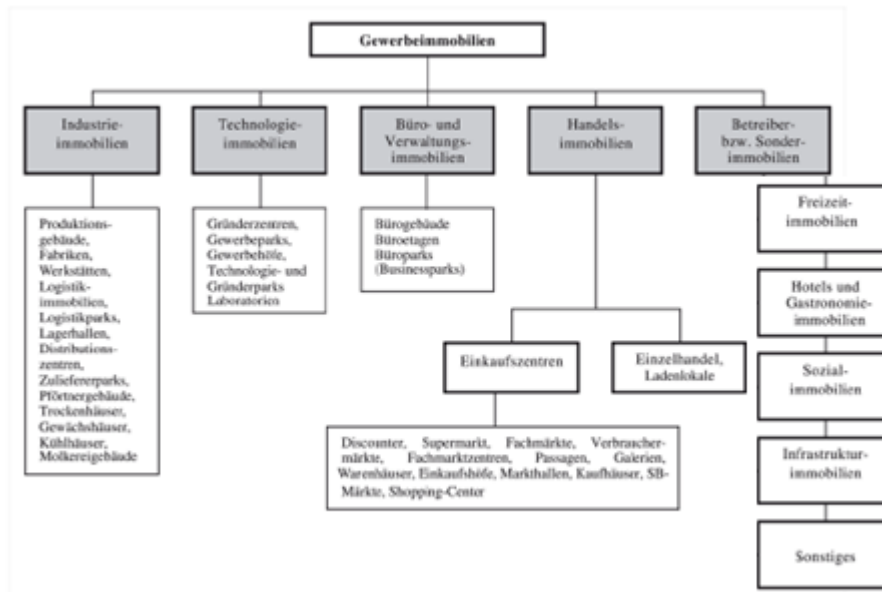 Gewerbeimmobilien
Industrie-
immobilien
Technologie-
immobilien
Büro- und
Verwaltungs-
immobilien
Handels-
immobilien
Betreiber-
bzw. Sonder-
immobilien
Produktions-
gebäude,
Fabriken,
Werkstätten,
Logistik-
immobilien,
Logistikparks,
Lagerhallen,
Distributions-
zentren,
Zuliefererparks,
Pförtnergebäude,
Trockenhäuser,
Gewächshäuser,
Kühlhäuser,
Molkereigebäude
Gründerzentren,
Gewerbeparks,
Gewerbehöfe,
Technologie- und
Gründerparks
Laboratorien
Bürogebäude
Büroetagen
Büroparks
(Businessparks)
Einkaufszentren
Einzelhandel,
Ladenlokale
Discounter, Supermarkt, Fachmärkte, Verbraucher-
märkte, Fachmarktzentren, Passagen, Galerien,
Warenhäuser, Einkaufshöfe, Markthallen, Kaufhäuser, SB-
Märkte, Shopping-Center
Freizeit-
immobilien
Hotels und
Gastronomie-
immobilien
Sozial-
immobilien
Infrastruktur-
immobilien
Sonstiges